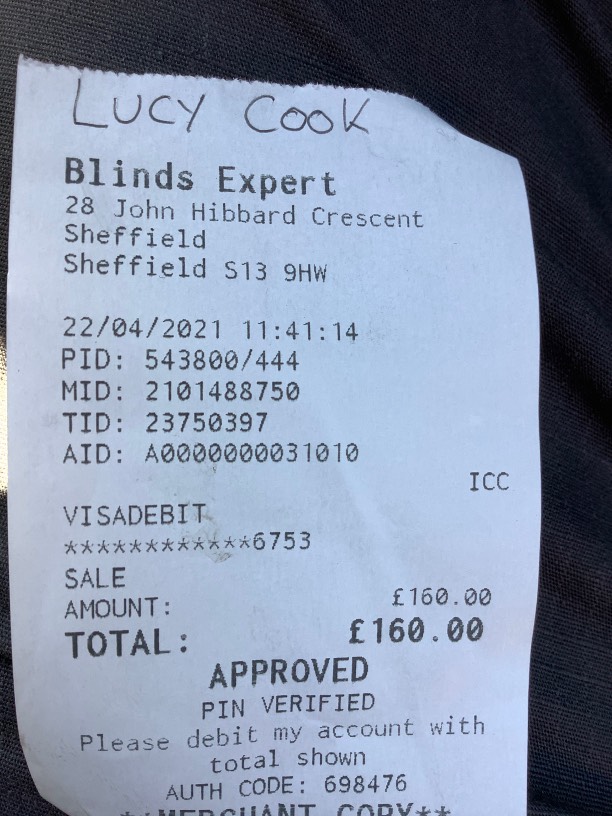 LUCY COOK
Blinds Expert
28 John Hibbard Crescent
Sheffield
Sheffield S13 9HW
22/04/2021 11:41:14
PID: 543800/444
MID: 2101488750
TID: 23750397
AID: A0000000031010
ICC
VISADEBIT
************6753
SALE
AMOUNT: £160.00
TOTAL: £160.00
APPROVED
PIN VERIFIED
Please debit my account with
total shown
AUTH CODE: 698476
**MERCHANT COPY**